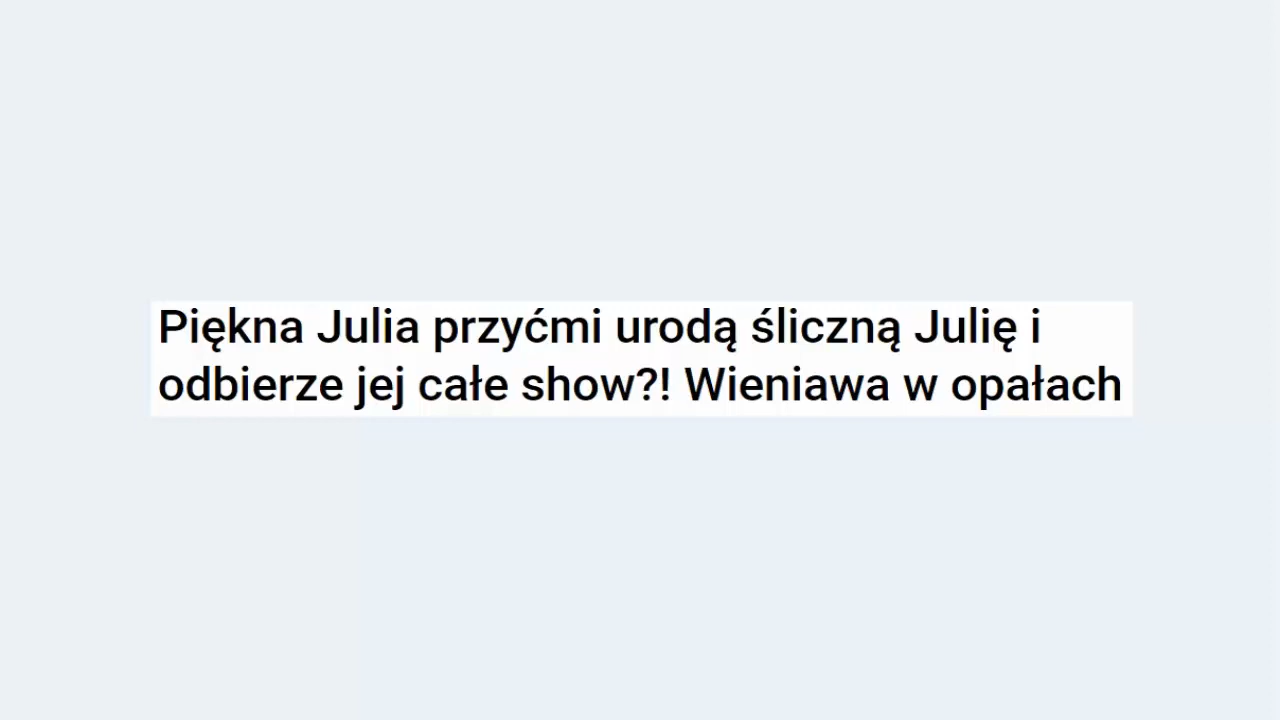 Piękna Julia przyćmi urodą śliczną Julię i
odbierze jej całe show?! Wieniawa w opałach